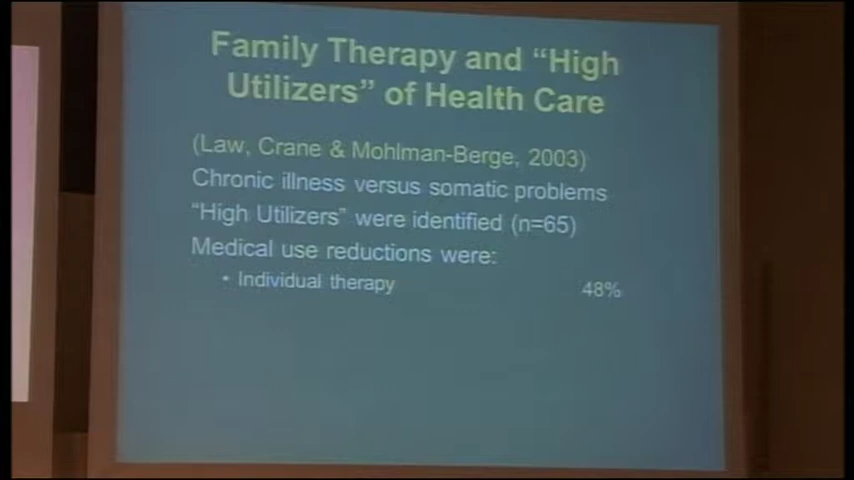 Family Therapy and “High
Utilizers” of Health Care
(Law, Crane & Mohlman-Berge, 2003)
Chronic illness versus somatic problems
“High Utilizers” were identified (n=65)
Medical use reductions were:
• Individual therapy 48%